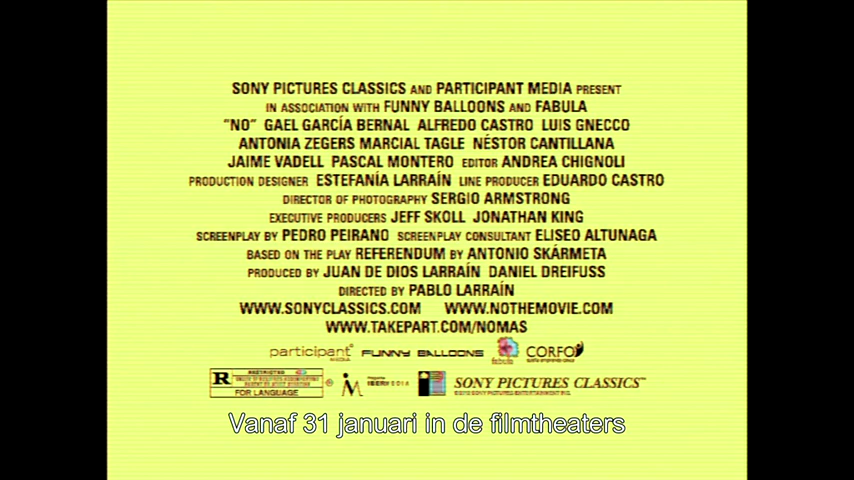 SONY PICTURES CLASSICS AND PARTICIPANT MEDIA PRESENT
IN ASSOCIATION WITH FUNNY BALLOONS AND FABULA
"NO" GAEL GARCÍA BERNAL ALFREDO CASTRO LUIS GNECCO
ANTONIA ZEGERS MARCIAL TAGLE NÉSTOR CANTILLANA
JAIME VADELL PASCAL MONTERO EDITOR ANDREA CHIGNOLI
PRODUCTION DESIGNER ESTEFANÍA LARRAÍN LINE PRODUCER EDUARDO CASTRO
DIRECTOR OF PHOTOGRAPHY SERGIO ARMSTRONG
EXECUTIVE PRODUCERS JEFF SKOLL JONATHAN KING
SCREENPLAY BY PEDRO PEIRANO SCREENPLAY CONSULTANT ELISEO ALTUNAGA
BASED ON THE PLAY REFERENDUM BY ANTONIO SKÁRMETA
PRODUCED BY JUAN DE DIOS LARRAÍN DANIEL DREIFUSS
DIRECTED BY PABLO LARRAÍN
WWW.SONYCLASSICS.COM WWW.NOTHEMOVIE.COM
WWW.TAKEPART.COM/NOMAS
participant MEDIA FUNNY BALLOONS fabula CORFO
R RESTRICTED
FOR LANGUAGE
SONY PICTURES CLASSICS™
Vanaf 31 januari in de filmtheaters